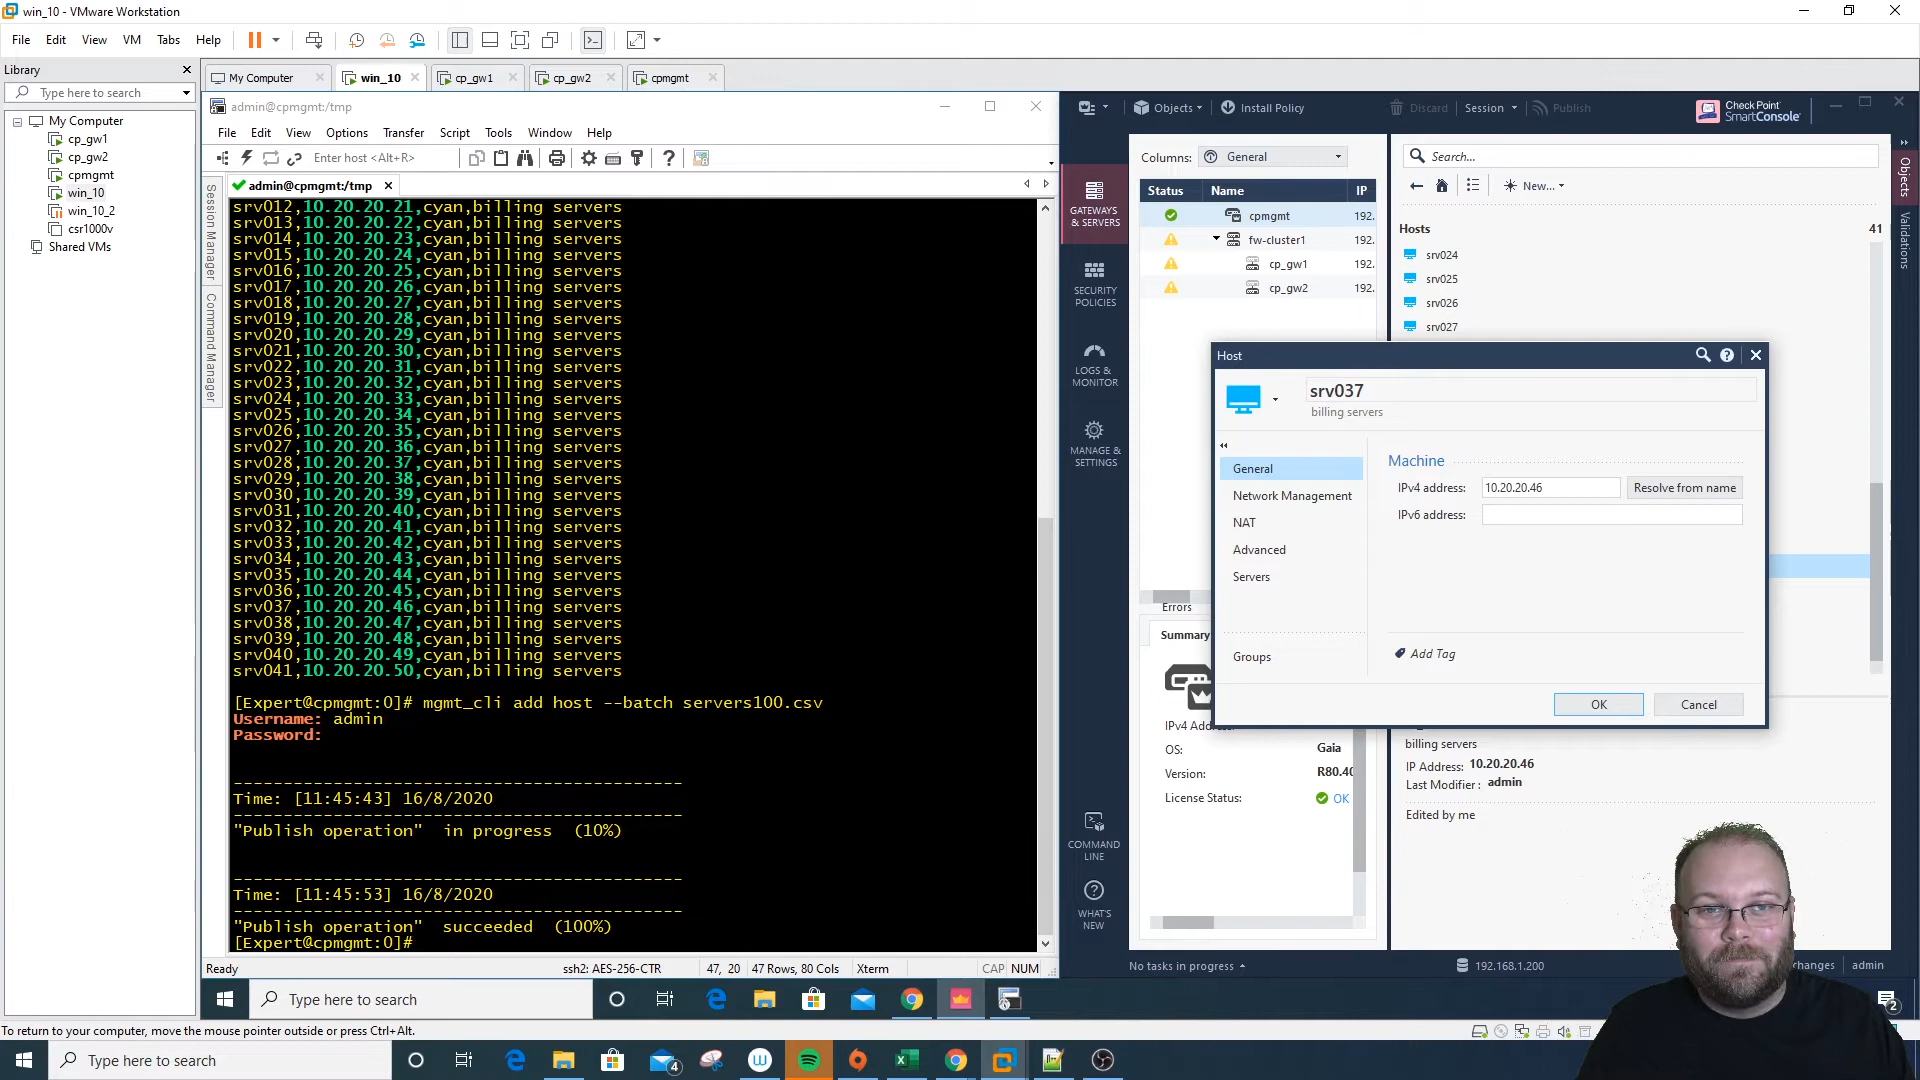 win_10 - VMware Workstation
File Edit View VM Tabs Help
Library
Type here to search
My Computer
cp_gw1
cp_gw2
cpmgmt
win_10
win_10_2
csr1000v
Shared VMs
My Computer win_10 cp_gw1 cp_gw2 cpmgmt
admin@cpmgmt:/tmp
File Edit View Options Transfer Script Tools Window Help
Enter host <Alt+R>
admin@cpmgmt:/tmp
Session Manager
Command Manager
srv012,10.20.20.21,cyan,billing servers
srv013,10.20.20.22,cyan,billing servers
srv014,10.20.20.23,cyan,billing servers
srv015,10.20.20.24,cyan,billing servers
srv016,10.20.20.25,cyan,billing servers
srv017,10.20.20.26,cyan,billing servers
srv018,10.20.20.27,cyan,billing servers
srv019,10.20.20.28,cyan,billing servers
srv020,10.20.20.29,cyan,billing servers
srv021,10.20.20.30,cyan,billing servers
srv022,10.20.20.31,cyan,billing servers
srv023,10.20.20.32,cyan,billing servers
srv024,10.20.20.33,cyan,billing servers
srv025,10.20.20.34,cyan,billing servers
srv026,10.20.20.35,cyan,billing servers
srv027,10.20.20.36,cyan,billing servers
srv028,10.20.20.37,cyan,billing servers
srv029,10.20.20.38,cyan,billing servers
srv030,10.20.20.39,cyan,billing servers
srv031,10.20.20.40,cyan,billing servers
srv032,10.20.20.41,cyan,billing servers
srv033,10.20.20.42,cyan,billing servers
srv034,10.20.20.43,cyan,billing servers
srv035,10.20.20.44,cyan,billing servers
srv036,10.20.20.45,cyan,billing servers
srv037,10.20.20.46,cyan,billing servers
srv038,10.20.20.47,cyan,billing servers
srv039,10.20.20.48,cyan,billing servers
srv040,10.20.20.49,cyan,billing servers
srv041,10.20.20.50,cyan,billing servers
[Expert@cpmgmt:0]# mgmt_cli add host --batch servers100.csv
Username: admin
Password:
---------------------------------------------
Time: [11:45:43] 16/8/2020
---------------------------------------------
"Publish operation" in progress (10%)
---------------------------------------------
Time: [11:45:53] 16/8/2020
---------------------------------------------
"Publish operation" succeeded (100%)
[Expert@cpmgmt:0]#
Ready ssh2: AES-256-CTR 47, 20 47 Rows, 80 Cols Xterm CAP NUM
Objects Install Policy Discard Session Publish
Check Point
SmartConsole
GATEWAYS
& SERVERS
SECURITY
POLICIES
LOGS &
MONITOR
MANAGE &
SETTINGS
COMMAND
LINE
WHAT'S
NEW
Columns: General
Status Name IP
cpmgmt 192.
fw-cluster1 192.
cp_gw1 192.
cp_gw2 192.
Errors
Summary
IPv4 Addr
OS: Gaia
Version: R80.40
License Status: OK
Search...
New...
Objects
Validations
Hosts 41
srv024
srv025
srv026
srv027
Host
srv037
billing servers
General
Network Management
NAT
Advanced
Servers
Groups
Machine
IPv4 address: 10.20.20.46 Resolve from name
IPv6 address:
Add Tag
OK Cancel
billing servers
IP Address: 10.20.20.46
Last Modifier : admin
Edited by me
No tasks in progress 192.168.1.200 changes admin
Type here to search
2
To return to your computer, move the mouse pointer outside or press Ctrl+Alt.
Type here to search
4